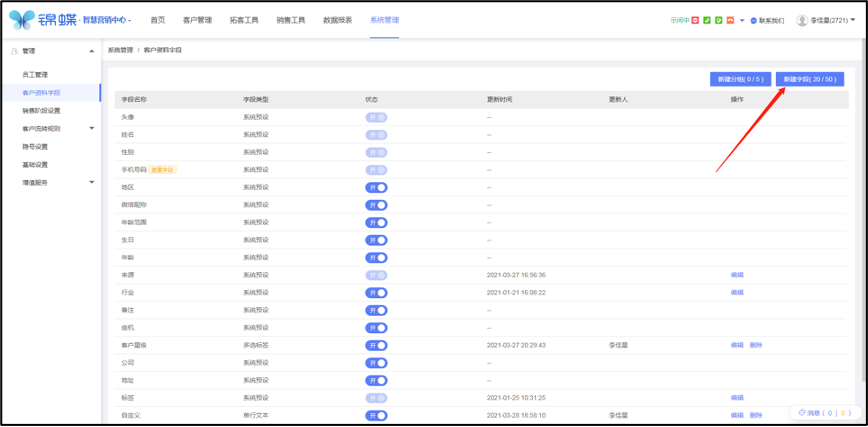 锦蝶 · 智慧营销中心 · 首页 客户管理 拓客工具 销售工具 数据报表 系统管理 示闲中 联系我们 李佳星(2721)
管理
员工管理
客户资料字段
销售阶段设置
客户流转规则
隐号设置
基础设置
增值服务
系统管理 / 客户资料字段
新建分组( 0 / 5 ) 新建字段( 20 / 50 )
字段名称 字段类型 状态 更新时间 更新人 操作
头像 系统预设 开 --
姓名 系统预设 开 --
性别 系统预设 开 --
手机号码 重要字段 系统预设 开 --
地区 系统预设 开 --
微信昵称 系统预设 开 --
年龄范围 系统预设 开 --
生日 系统预设 开 --
年龄 系统预设 开 --
来源 系统预设 开 2021-03-27 16:56:36 编辑
行业 系统预设 开 2021-01-21 16:08:22 编辑
备注 系统预设 开 --
座机 系统预设 开 --
客户星级 多选标签 开 2021-03-27 20:29:43 李佳星 编辑 删除
公司 系统预设 开 --
地址 系统预设 开 --
标签 系统预设 开 2021-01-25 10:31:25 编辑
自定义 单行文本 开 2021-03-28 18:58:10 李佳星 编辑 删除
消息 ( 0 | 0 )